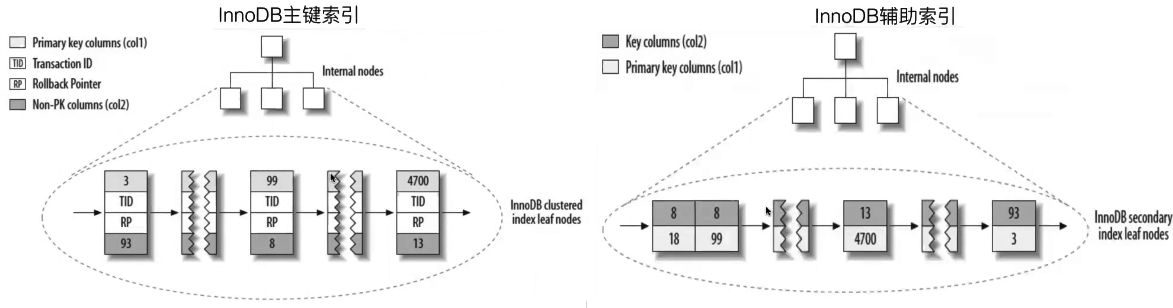 InnoDB主键索引
Primary key columns (col1)
TID Transaction ID
RP Rollback Pointer
Non-PK columns (col2)
Internal nodes
3 99 4700
TID TID TID
RP RP RP
93 8 13
InnoDB clustered
index leaf nodes
InnoDB辅助索引
Key columns (col2)
Primary key columns (col1)
Internal nodes
8 8 13 93
18 99 4700 3
InnoDB secondary
index leaf nodes